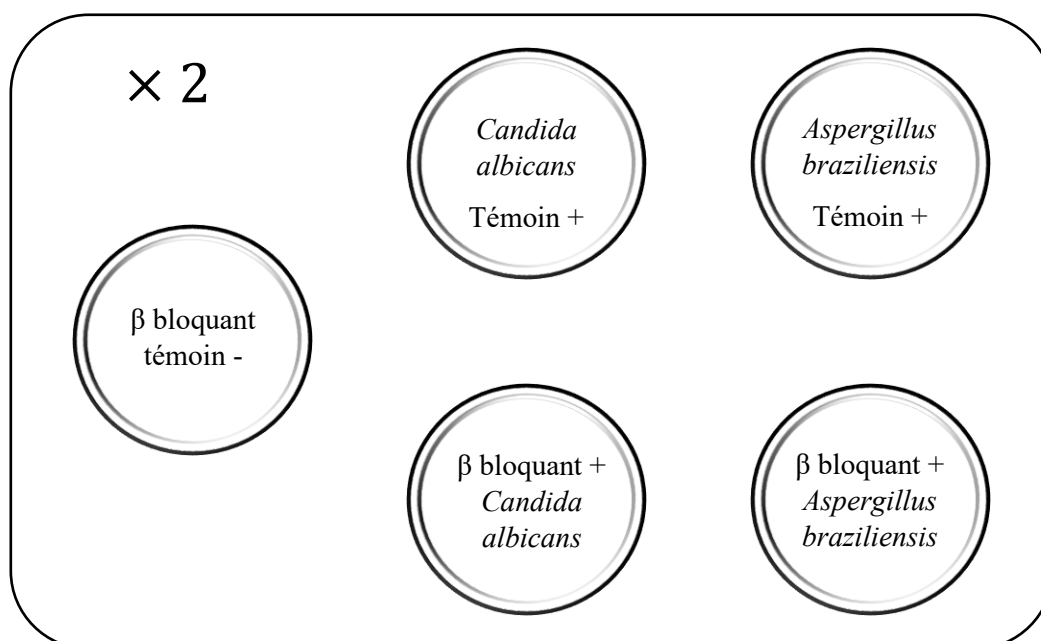 × 2
Candida
albicans
Témoin +
Aspergillus
braziliensis
Témoin +
β bloquant
témoin -
β bloquant +
Candida
albicans
β bloquant +
Aspergillus
braziliensis